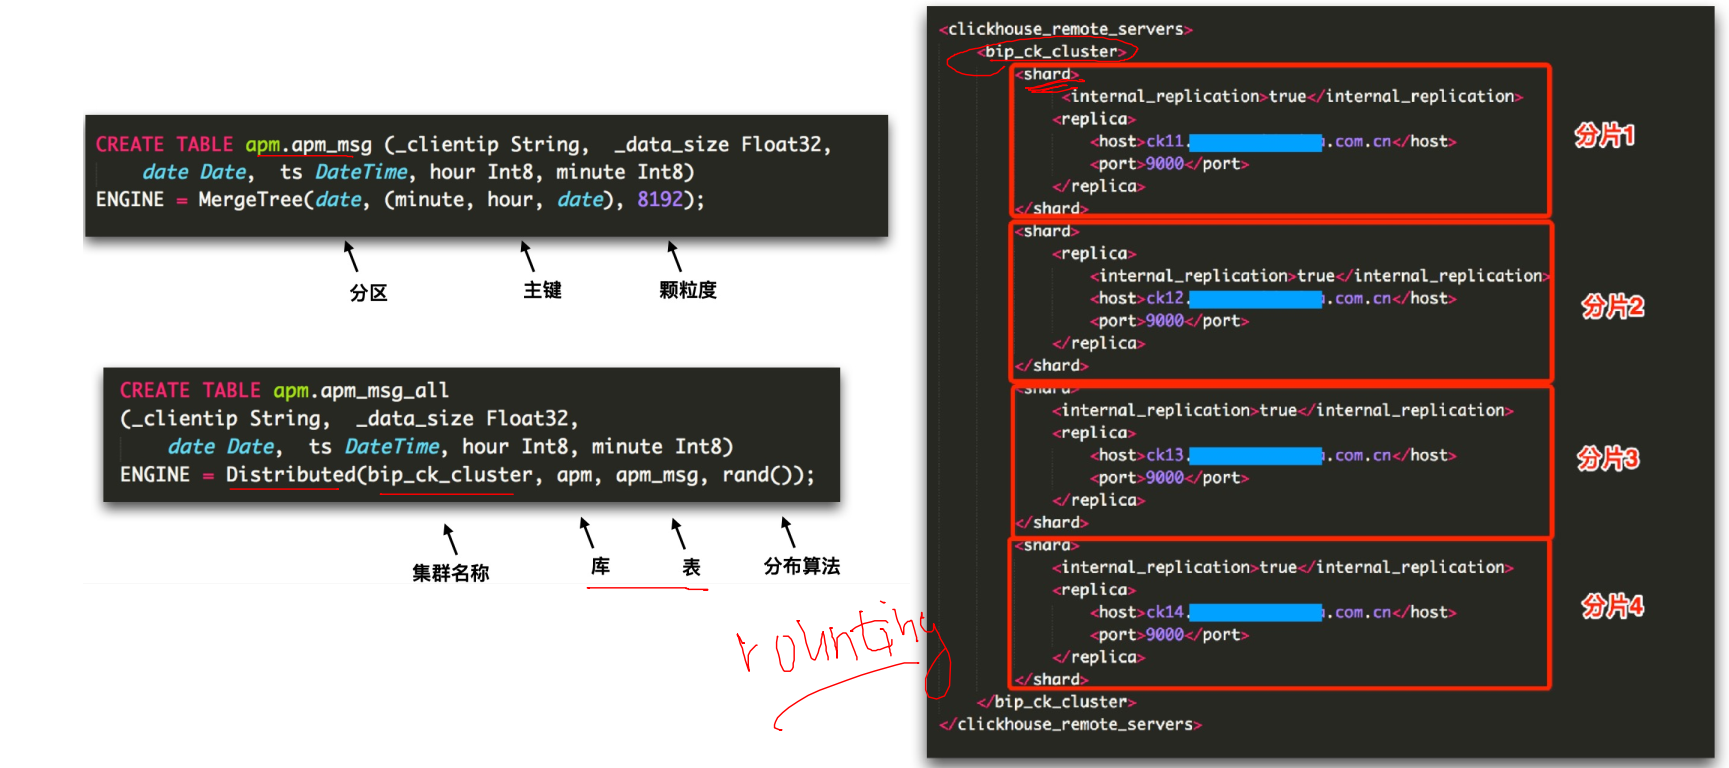 CREATE TABLE apm.apm_msg (_clientip String, _data_size Float32,
date Date, ts DateTime, hour Int8, minute Int8)
ENGINE = MergeTree(date, (minute, hour, date), 8192);
分区
主键
颗粒度
CREATE TABLE apm.apm_msg_all
(_clientip String, _data_size Float32,
date Date, ts DateTime, hour Int8, minute Int8)
ENGINE = Distributed(bip_ck_cluster, apm, apm_msg, rand());
集群名称
库
表
分布算法
rounting
<clickhouse_remote_servers>
<bip_ck_cluster>
<shard>
<internal_replication>true</internal_replication>
<replica>
<host>ck11.
.com.cn</host>
<port>9000</port>
</replica>
</shard>
分片1
<shard>
<replica>
<internal_replication>true</internal_replication>
<host>ck12.
.com.cn</host>
<port>9000</port>
</replica>
</shard>
分片2
<shard>
<internal_replication>true</internal_replication>
<replica>
<host>ck13.
.com.cn</host>
<port>9000</port>
</replica>
</shard>
分片3
<shard>
<internal_replication>true</internal_replication>
<replica>
<host>ck14.
.com.cn</host>
<port>9000</port>
</replica>
</shard>
分片4
</bip_ck_cluster>
</clickhouse_remote_servers>